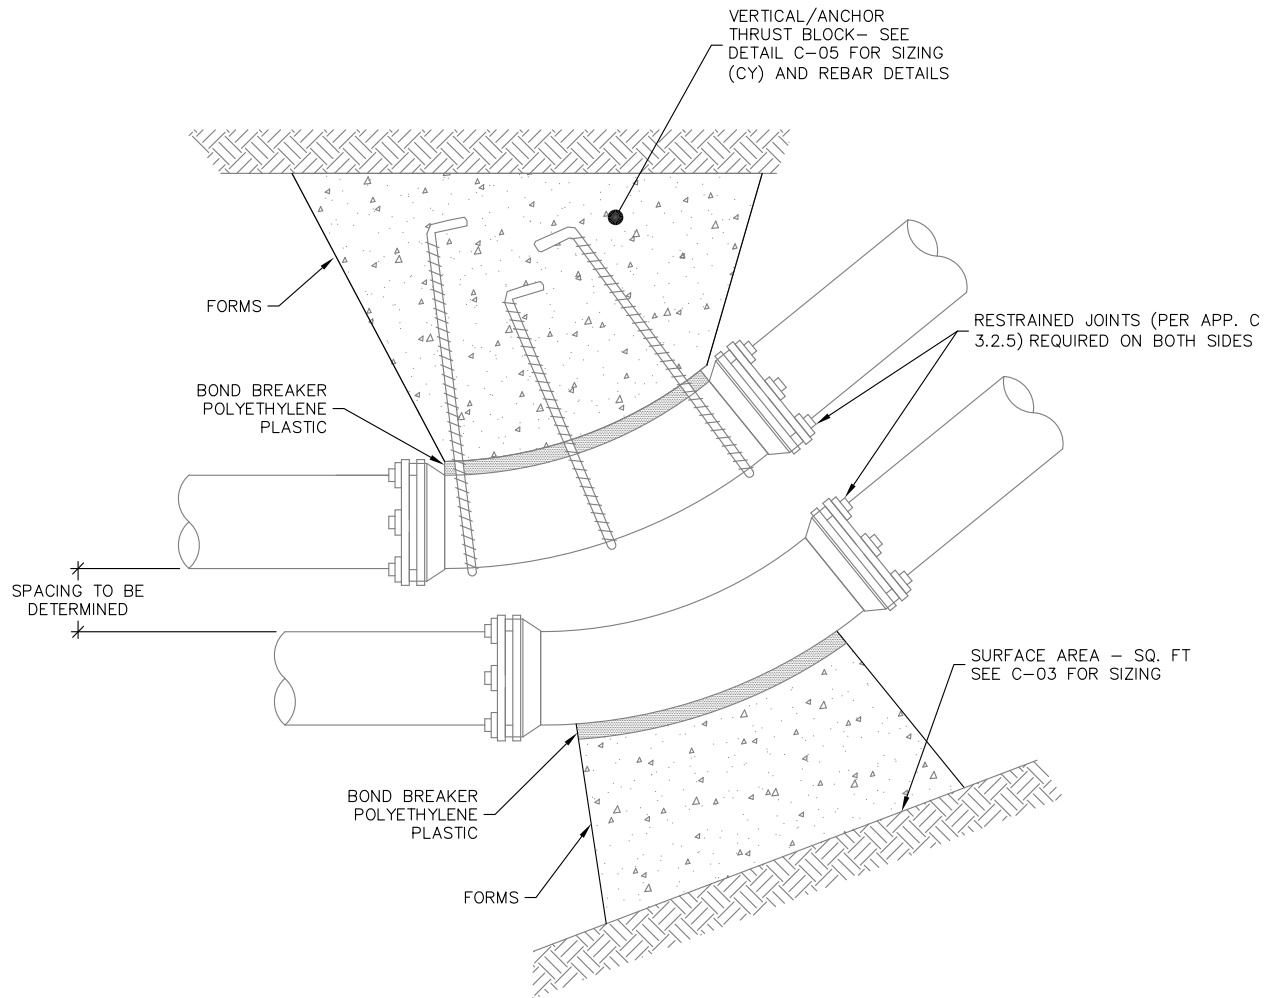 VERTICAL/ANCHOR
THRUST BLOCK– SEE
DETAIL C–05 FOR SIZING
(CY) AND REBAR DETAILS
FORMS
RESTRAINED JOINTS (PER APP. C
3.2.5) REQUIRED ON BOTH SIDES
BOND BREAKER
POLYETHYLENE
PLASTIC
SPACING TO BE
DETERMINED
SURFACE AREA – SQ. FT
SEE C–03 FOR SIZING
BOND BREAKER
POLYETHYLENE
PLASTIC
FORMS